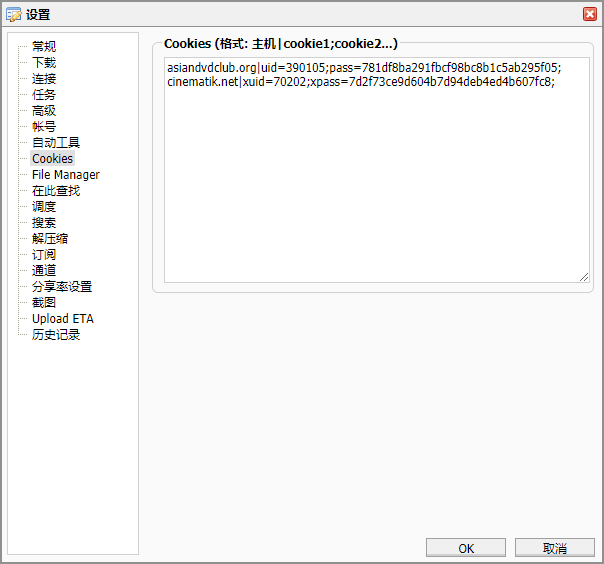 设置
常规
下载
连接
任务
高级
帐号
自动工具
Cookies
File Manager
在此查找
调度
搜索
解压缩
订阅
通道
分享率设置
截图
Upload ETA
历史记录
Cookies (格式: 主机|cookie1;cookie2...)
asiandvdclub.org|uid=390105;pass=781df8ba291fbcf98bc8b1c5ab295f05;
cinematik.net|xuid=70202;xpass=7d2f73ce9d604b7d94deb4ed4b607fc8;
OK
取消